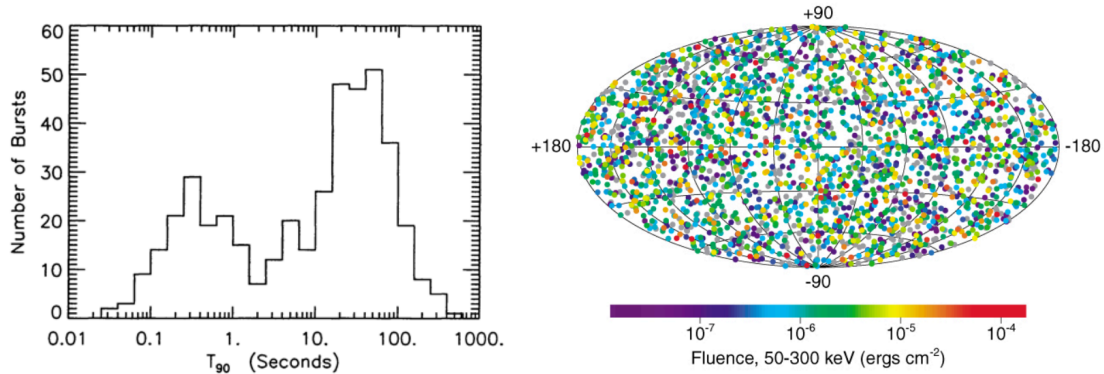 60
50
40
30
20
10
0
0.01 0.1 1. 10. 100. 1000.
T90 (Seconds)
Number of Bursts
+90
+180
-180
-90
10-7 10-6 10-5 10-4
Fluence, 50-300 keV (ergs cm-2)